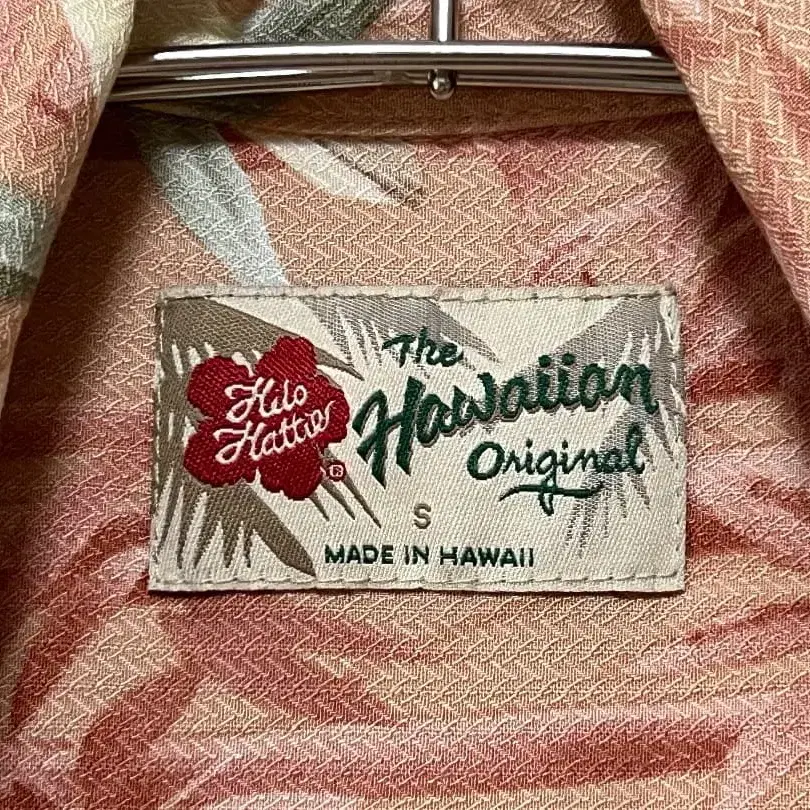 Hilo
Hattie
®
The
Hawaiian
Original
S
MADE IN HAWAII